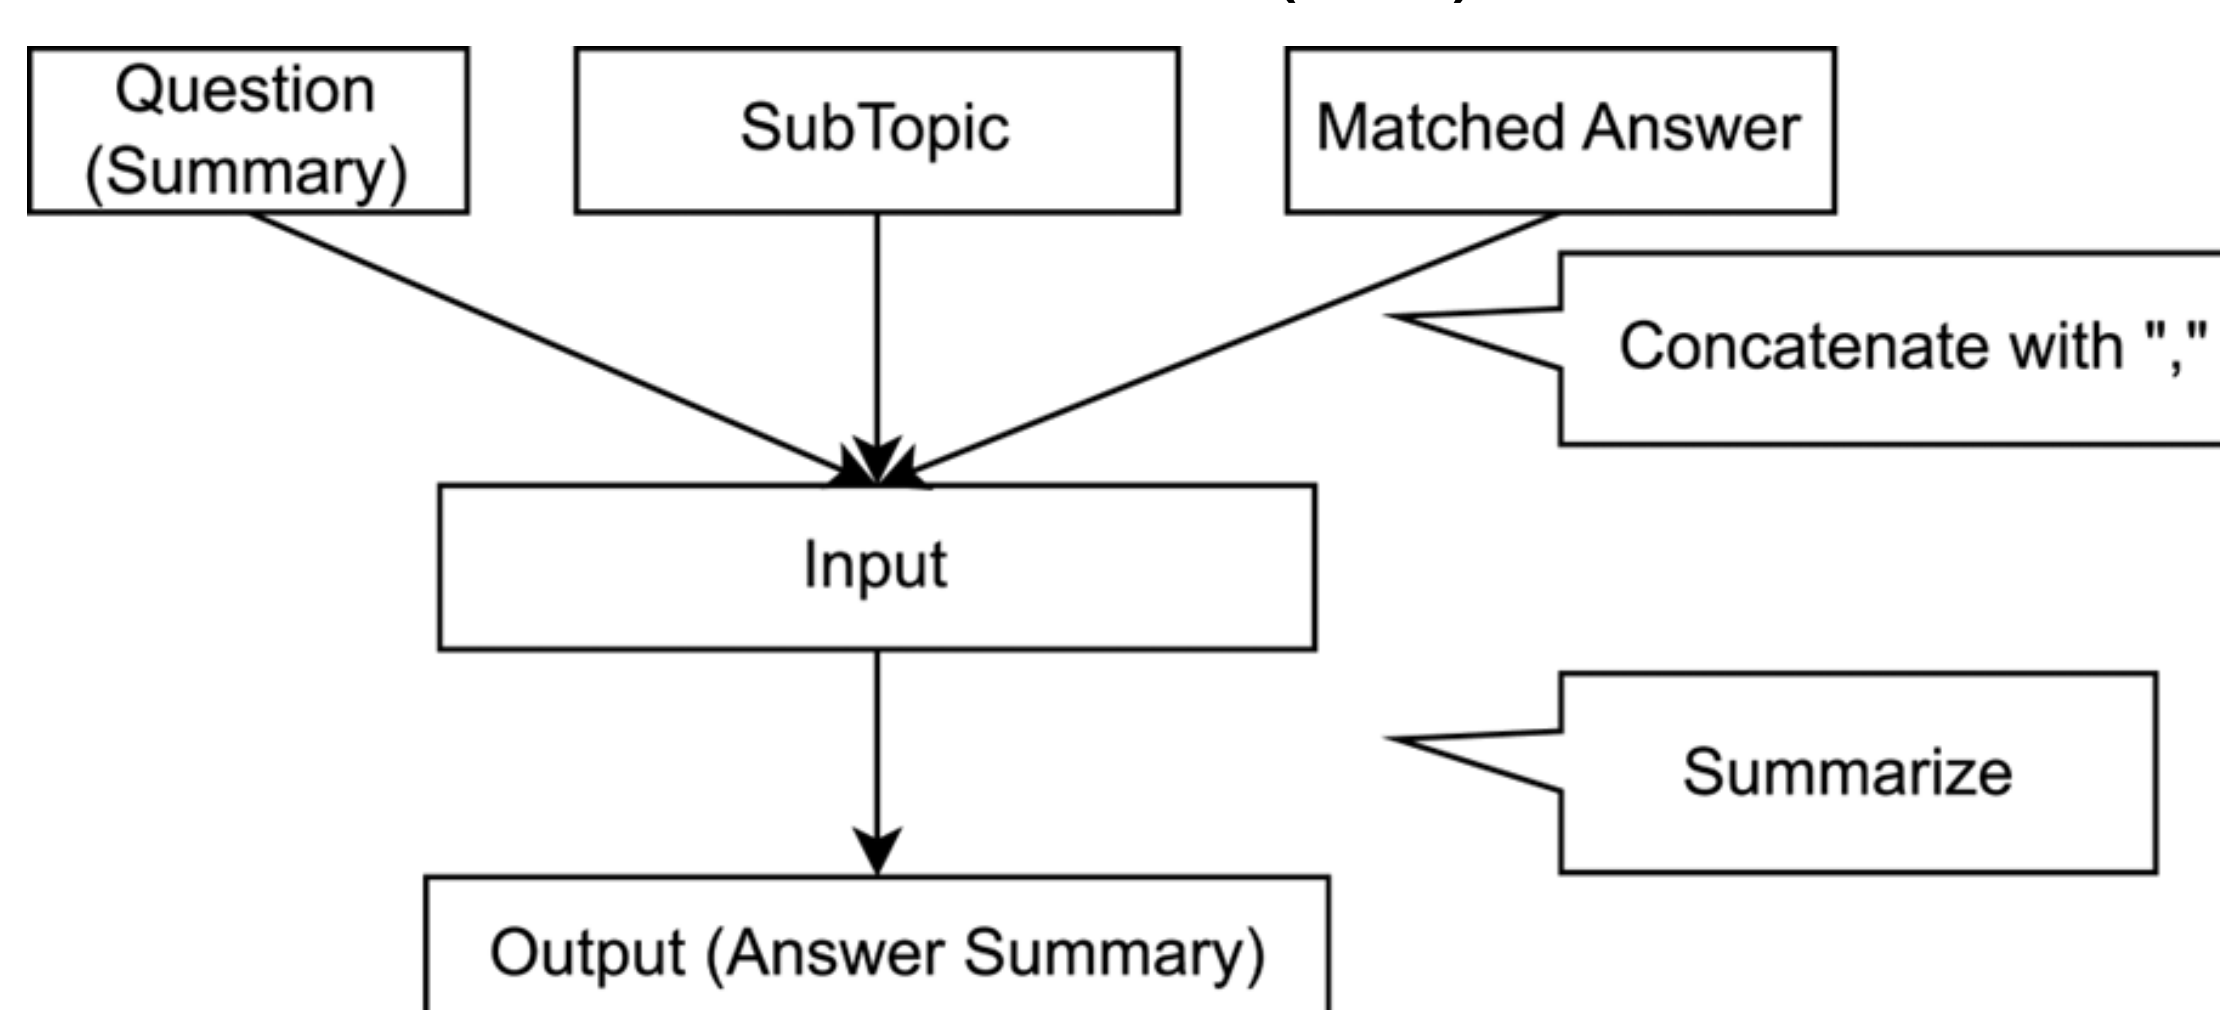 Question
(Summary)
SubTopic
Matched Answer
Concatenate with ","
Input
Summarize
Output (Answer Summary)